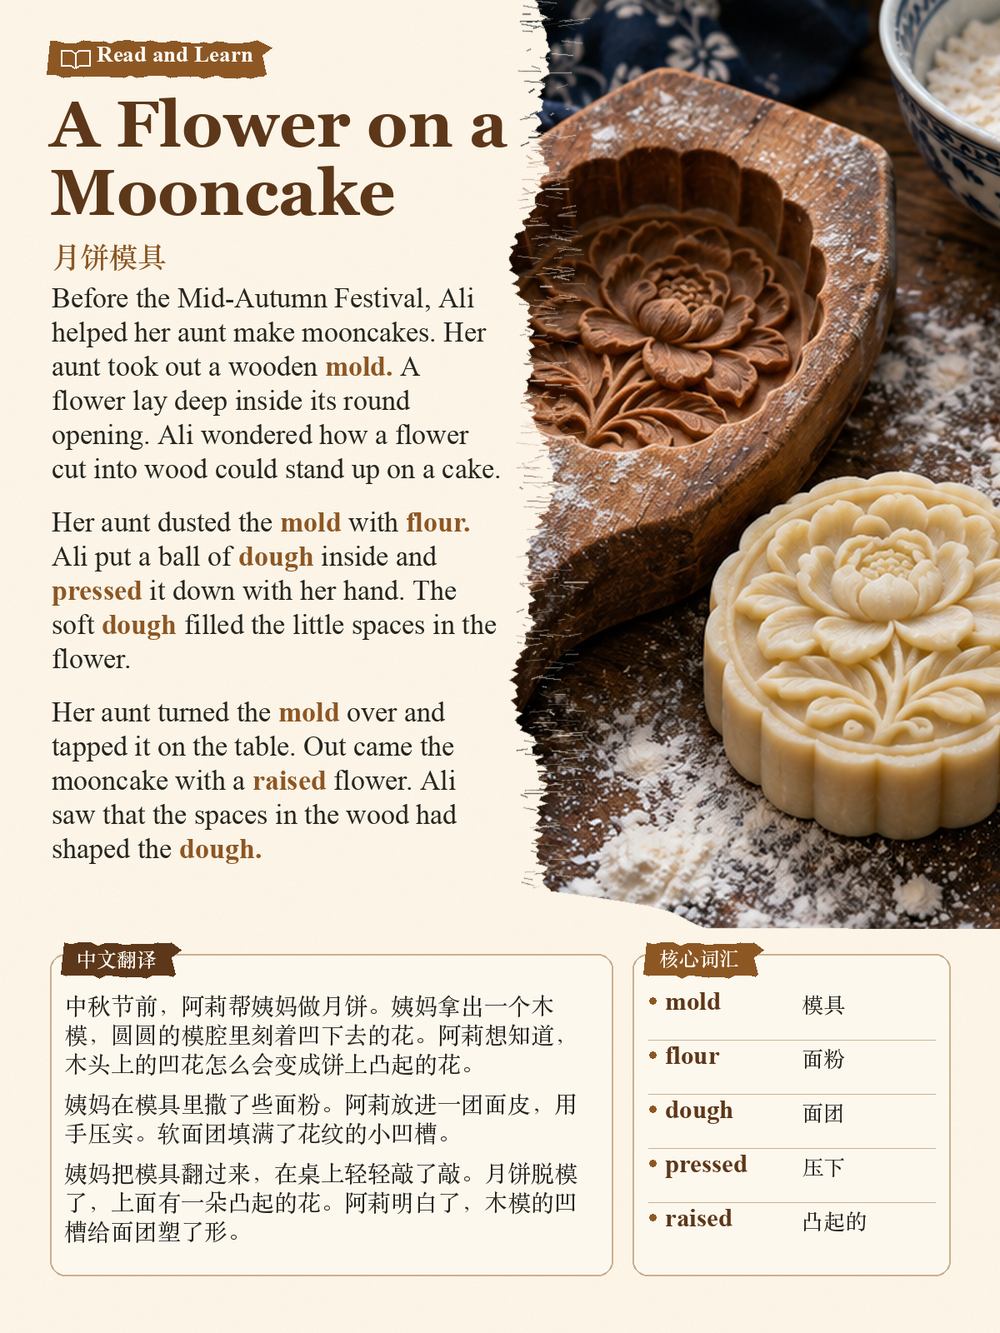 Read and Learn
A Flower on a
Mooncake
月饼模具
Before the Mid-Autumn Festival, Ali
helped her aunt make mooncakes. Her
aunt took out a wooden mold. A
flower lay deep inside its round
opening. Ali wondered how a flower
cut into wood could stand up on a cake.
Her aunt dusted the mold with flour.
Ali put a ball of dough inside and
pressed it down with her hand. The
soft dough filled the little spaces in the
flower.
Her aunt turned the mold over and
tapped it on the table. Out came the
mooncake with a raised flower. Ali
saw that the spaces in the wood had
shaped the dough.
中文翻译
中秋节前，阿莉帮姨妈做月饼。姨妈拿出一个木
模，圆圆的模腔里刻着凹下去的花。阿莉想知道，
木头上的凹花怎么会变成饼上凸起的花。
姨妈在模具里撒了些面粉。阿莉放进一团面皮，用
手压实。软面团填满了花纹的小凹槽。
姨妈把模具翻过来，在桌上轻轻敲了敲。月饼脱模
了，上面有一朵凸起的花。阿莉明白了，木模的凹
槽给面团塑了形。
核心词汇
• mold 模具
• flour 面粉
• dough 面团
• pressed 压下
• raised 凸起的